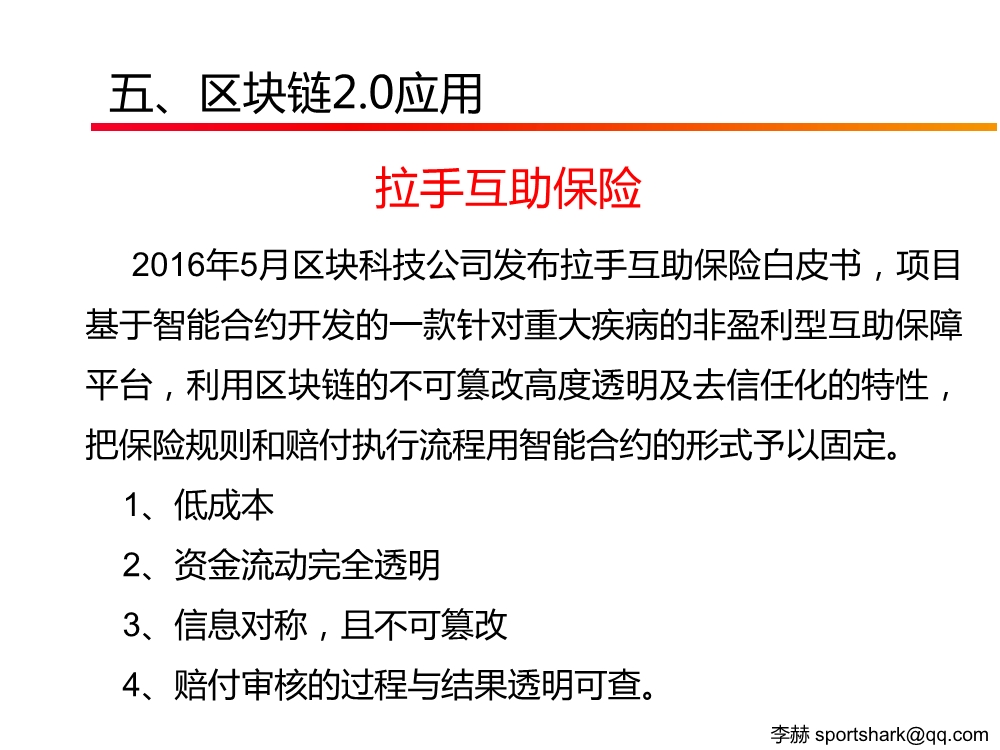 五、区块链2.0应用
拉手互助保险
2016年5月区块科技公司发布拉手互助保险白皮书，项目
基于智能合约开发的一款针对重大疾病的非盈利型互助保障
平台，利用区块链的不可篡改高度透明及去信任化的特性，
把保险规则和赔付执行流程用智能合约的形式予以固定。
1、低成本
2、资金流动完全透明
3、信息对称，且不可篡改
4、赔付审核的过程与结果透明可查。
李赫 sportshark@qq.com